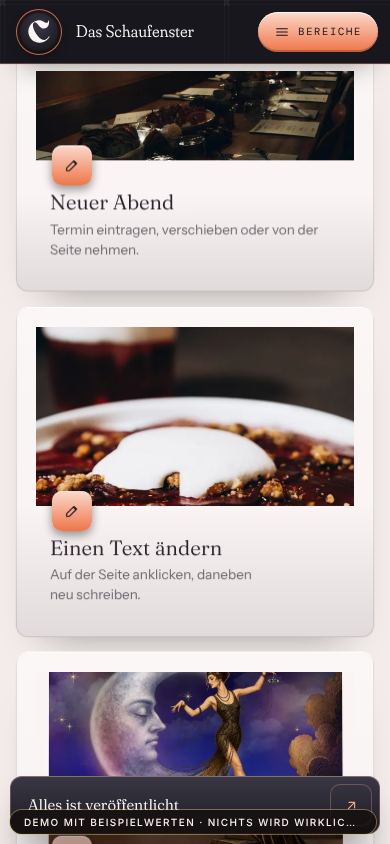 C Das Schaufenster
BEREICHE
Neuer Abend
Termin eintragen, verschieben oder von der
Seite nehmen.
Einen Text ändern
Auf der Seite anklicken, daneben
neu schreiben.
Alles ist veröffentlicht
DEMO MIT BEISPIELWERTEN · NICHTS WIRD WIRKLIC…